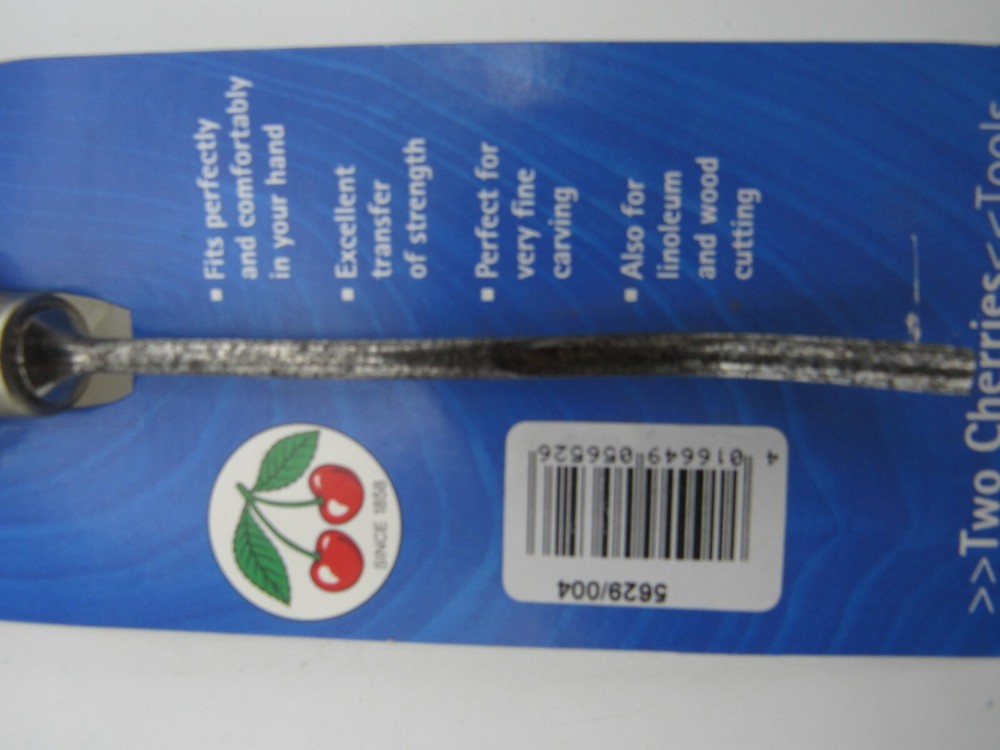 ▪ Fits perfectly
and comfortably
in your hand
▪ Excellent
transfer
of strength
▪ Perfect for
very fine
carving
▪ Also for
linoleum
and wood
cutting
>>Two Cherries<<Tools
SINCE 1858
4 016649 056526
5629/004